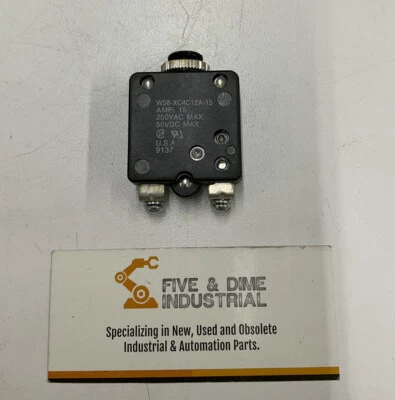 W58-XC4C12A-15
AMP: 15
250VAC MAX.
50VDC MAX.
U.S.A.
9137
FIVE & DIME
INDUSTRIAL
Specializing in New, Used and Obsolete
Industrial & Automation Parts.